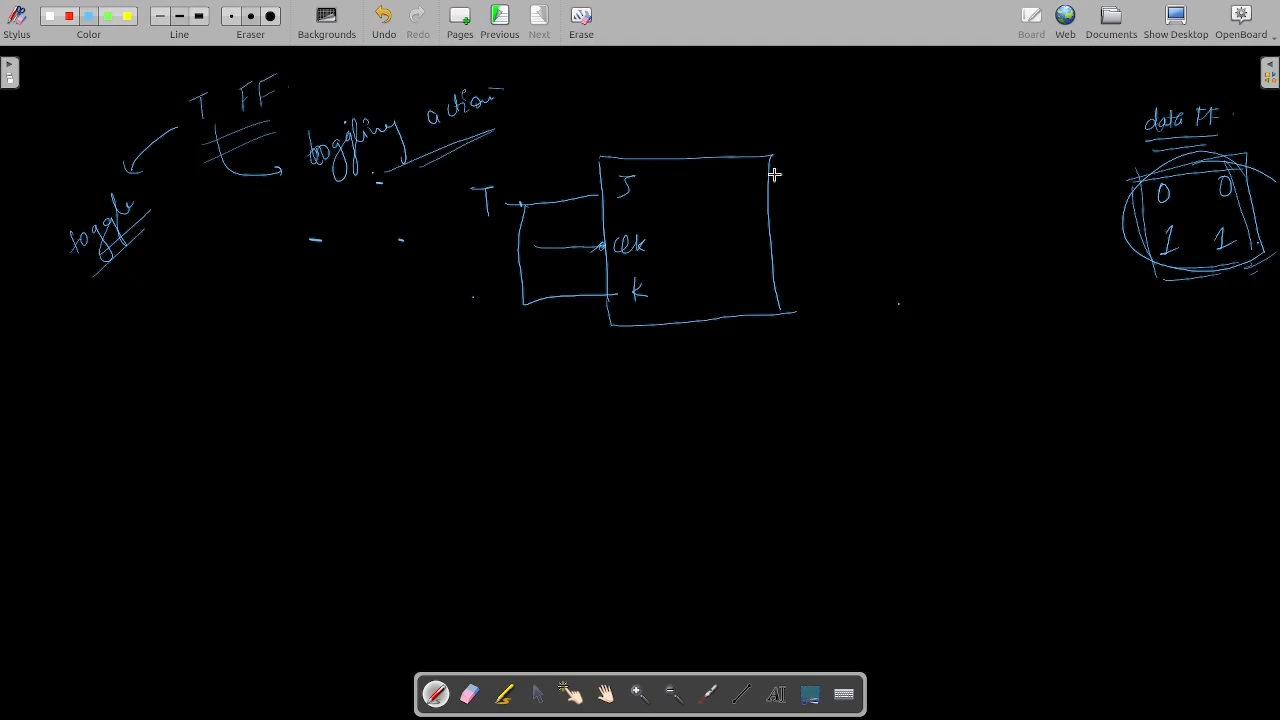 Stylus Color Line Eraser Backgrounds Undo Redo Pages Previous Next Erase Board Web Documents Show Desktop OpenBoard
T FF
toggling action
toggle
T
J
clk
K
data FF
0 0
1 1
AI